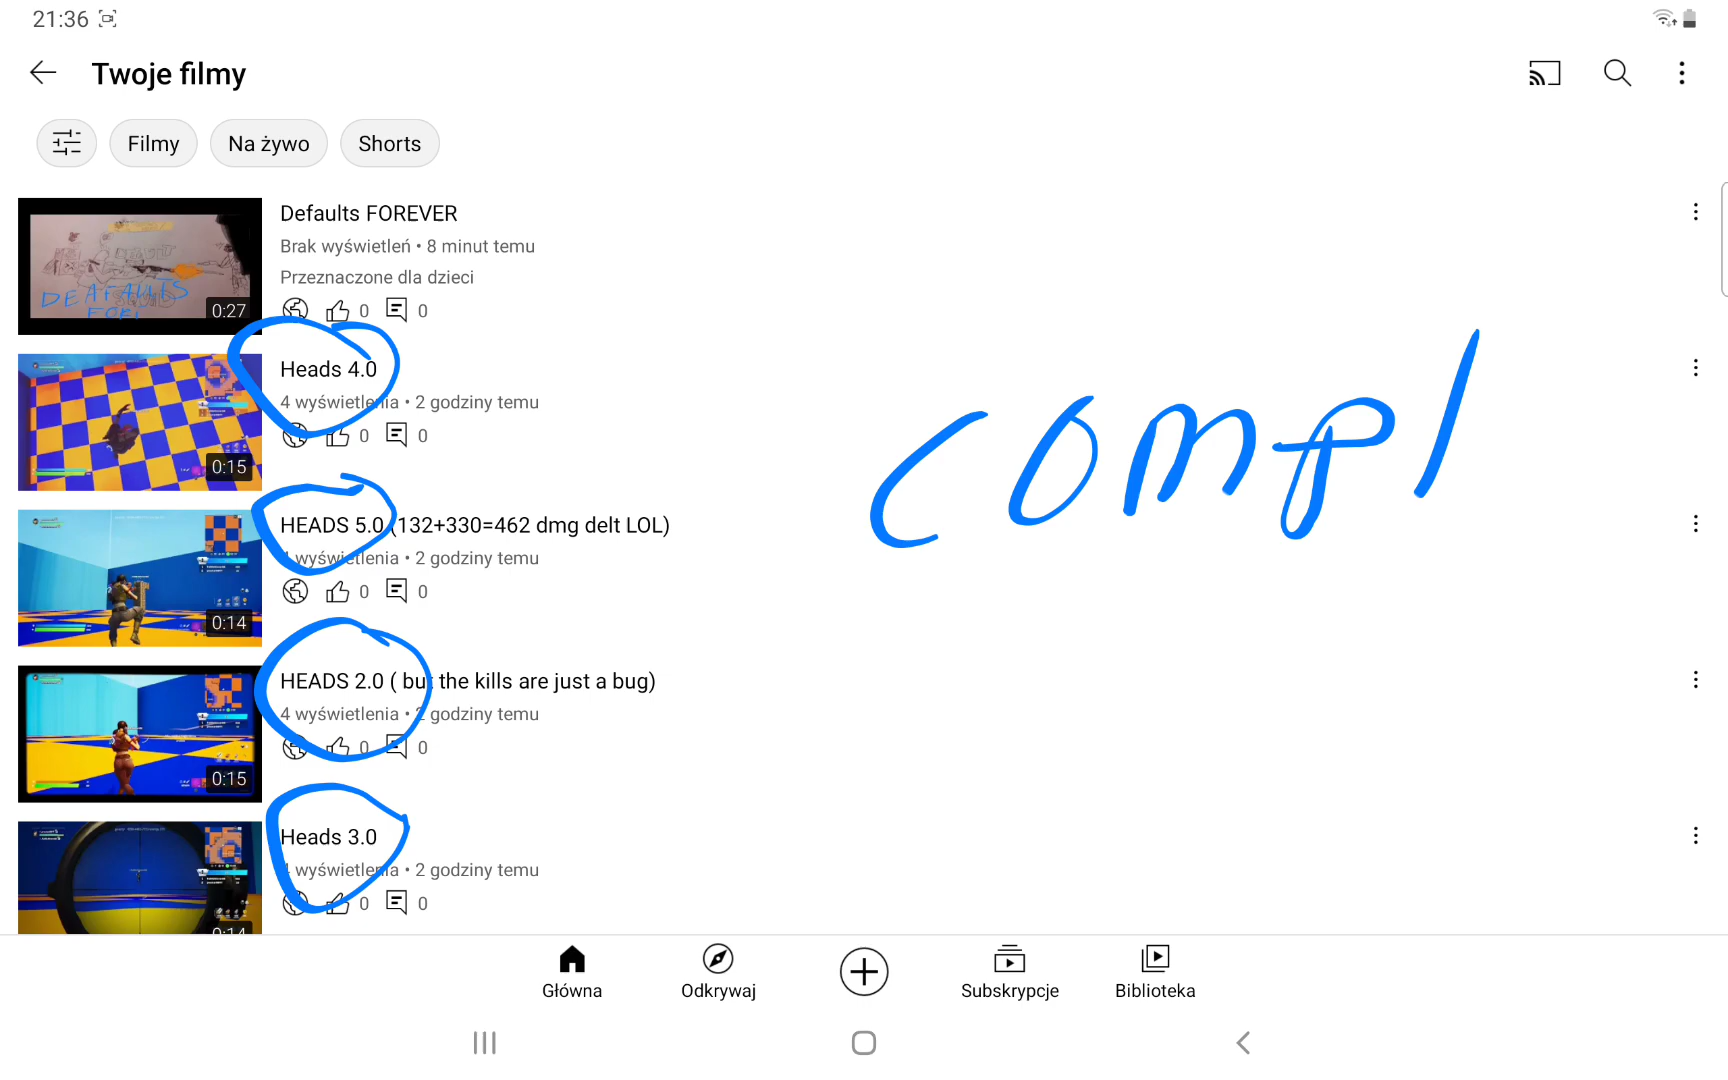 21:36
Twoje filmy
Filmy
Na żywo
Shorts
Defaults FOREVER
Brak wyświetleń • 8 minut temu
Przeznaczone dla dzieci
0 0
DEAFAULTS
0:27
Heads 4.0
4 wyświetlenia • 2 godziny temu
0 0
0:15
HEADS 5.0 (132+330=462 dmg delt LOL)
wyświetlenia • 2 godziny temu
0 0
0:14
HEADS 2.0 ( but the kills are just a bug)
4 wyświetlenia • 2 godziny temu
0 0
0:15
Heads 3.0
wyświetlenia • 2 godziny temu
0 0
0:14
compl
Główna
Odkrywaj
Subskrypcje
Biblioteka